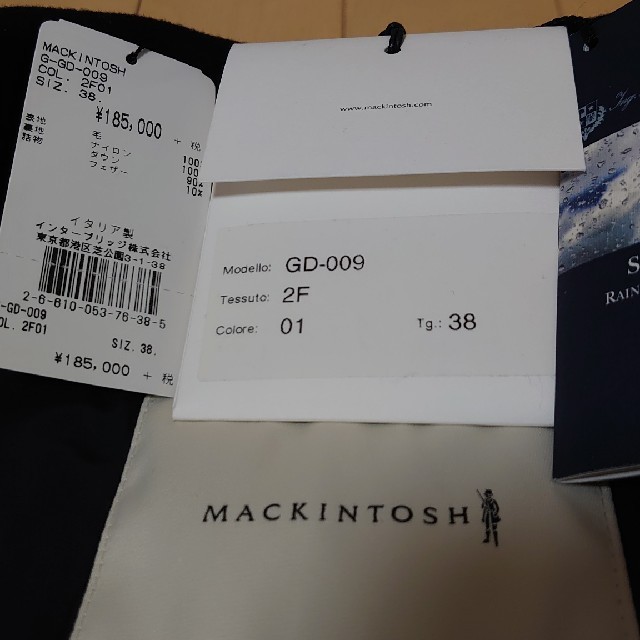 MACKINTOSH
G-GD-009
COL: 2F01
SIZ. 38.
¥185,000 + 税
表地 毛 100
裏地 ナイロン 100
詰物 ダウン 90%
フェザー 10%
イタリア製
インターブリッジ株式会社
東京都港区芝公園3-1-38
2-6-610-053-76-38-5
-GD-009
OL. 2F01
SIZ. 38.
¥185,000 + 税
www.mackintosh.com
Modello: GD-009
Tessuto: 2F
Colore: 01 Tg.: 38
MACKINTOSH
S
RAIN